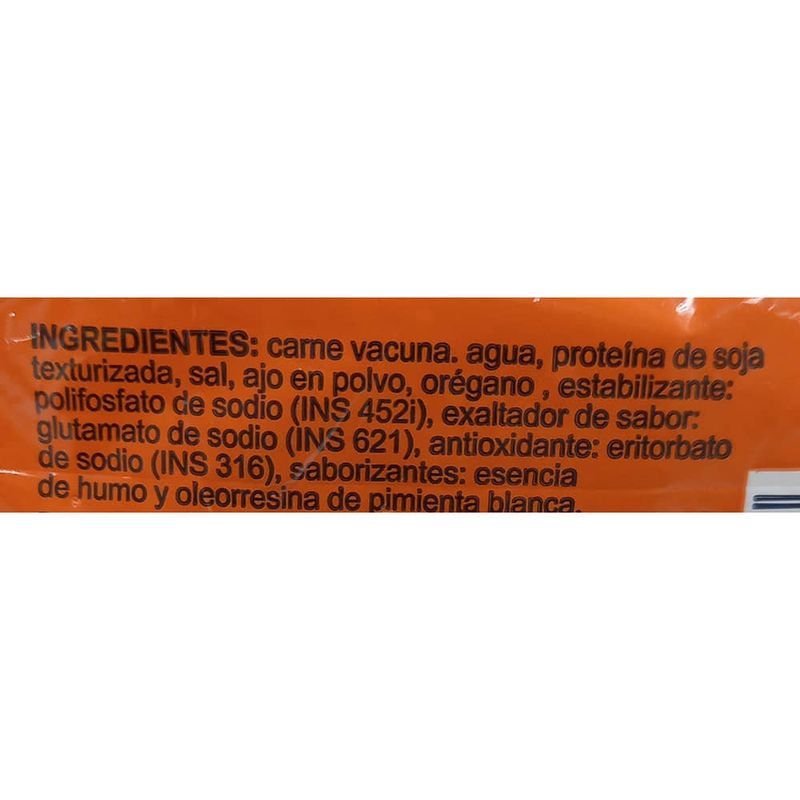 INGREDIENTES: carne vacuna. agua, proteína de soja
texturizada, sal, ajo en polvo, orégano , estabilizante:
polifosfato de sodio (INS 452i), exaltador de sabor:
glutamato de sodio (INS 621), antioxidante: eritorbato
de sodio (INS 316), saborizantes: esencia
de humo y oleorresina de pimienta blanca.